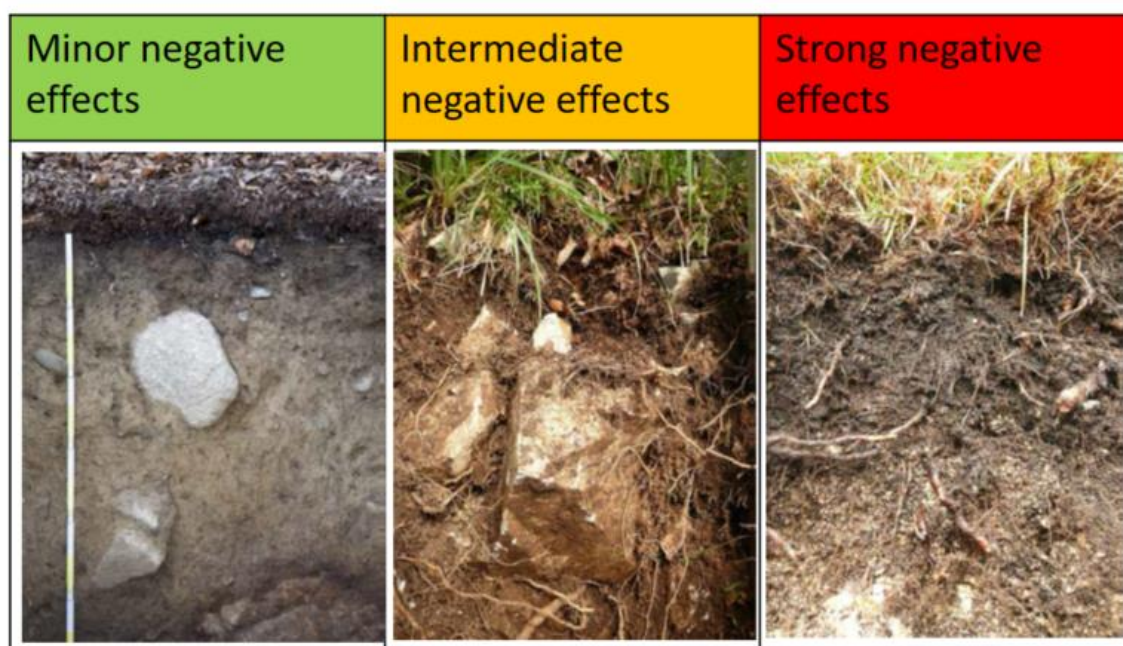 Minor negative
effects
Intermediate
negative effects
Strong negative
effects